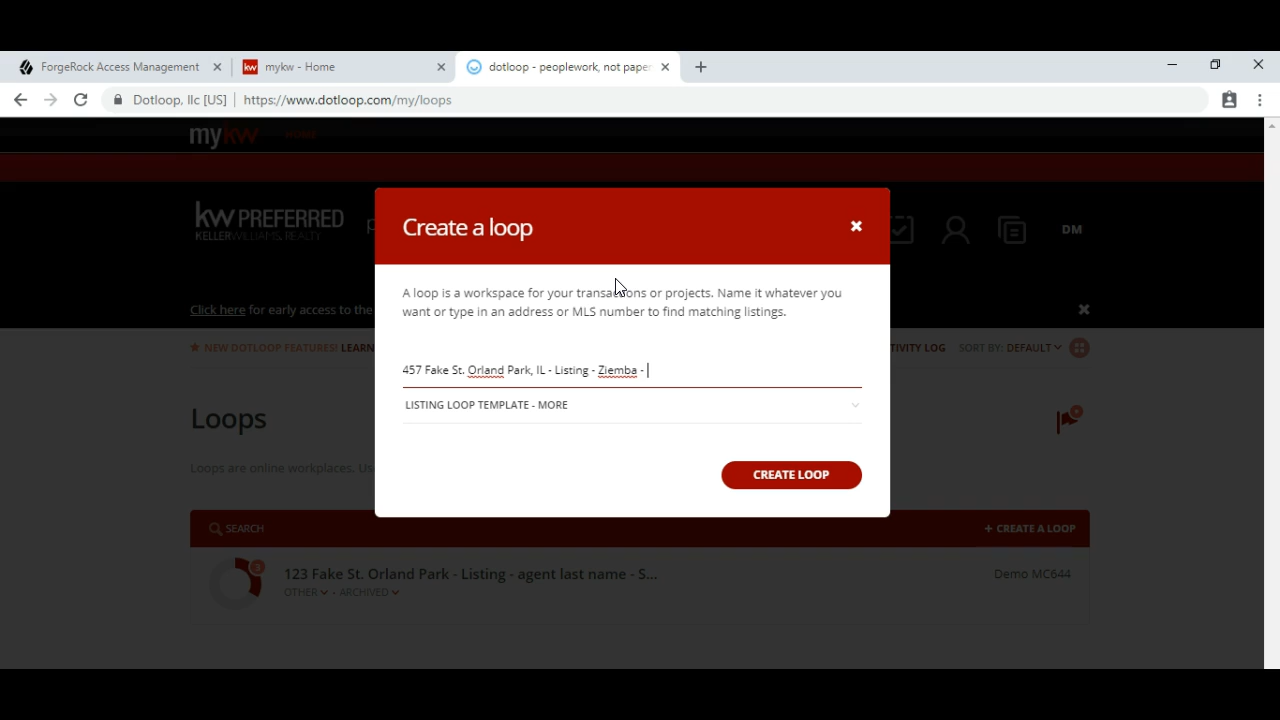 ForgeRock Access Management
mykw - Home
dotloop - peoplework, not pape
Dotloop, llc [US] https://www.dotloop.com/my/loops
mykw HOME
kw PREFERRED
KELLERWILLIAMS. REALTY
p
DM
Click here for early access to the
NEW DOTLOOP FEATURES! LEARN
TIVITY LOG SORT BY: DEFAULT
Create a loop
A loop is a workspace for your transactions or projects. Name it whatever you
want or type in an address or MLS number to find matching listings.
457 Fake St. Orland Park, IL - Listing - Ziemba -
LISTING LOOP TEMPLATE - MORE
CREATE LOOP
Loops
Loops are online workplaces. Us
SEARCH
+ CREATE A LOOP
3
123 Fake St. Orland Park - Listing - agent last name - S...
Demo MC644
OTHER • ARCHIVED